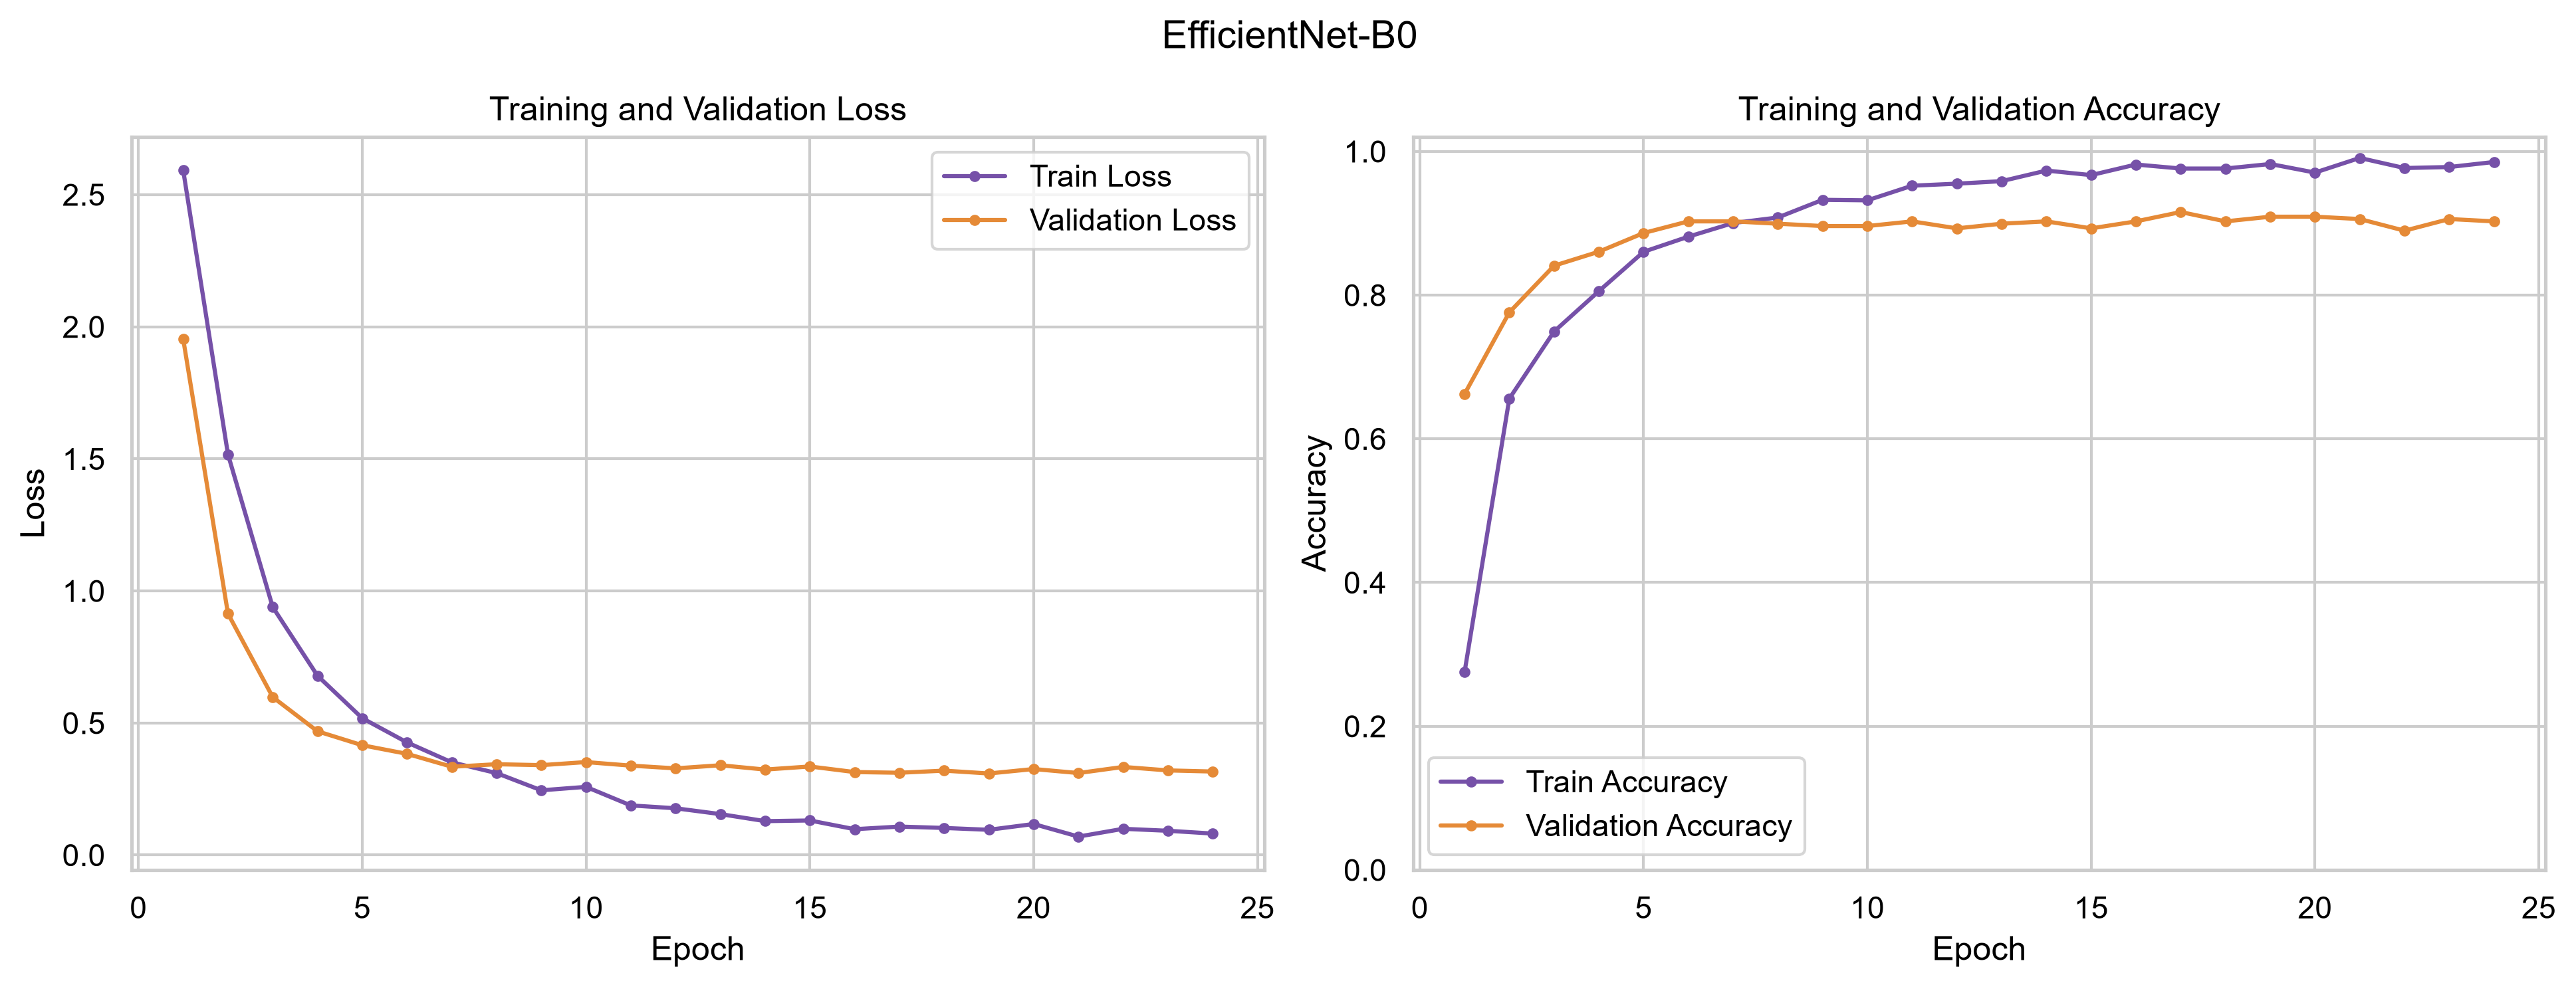 EfficientNet-B0
Training and Validation Loss
Train Loss
Validation Loss
2.5
2.0
1.5
1.0
0.5
0.0
Loss
0 5 10 15 20 25
Epoch
Training and Validation Accuracy
1.0
0.8
0.6
0.4
0.2
0.0
Accuracy
Train Accuracy
Validation Accuracy
0 5 10 15 20 25
Epoch